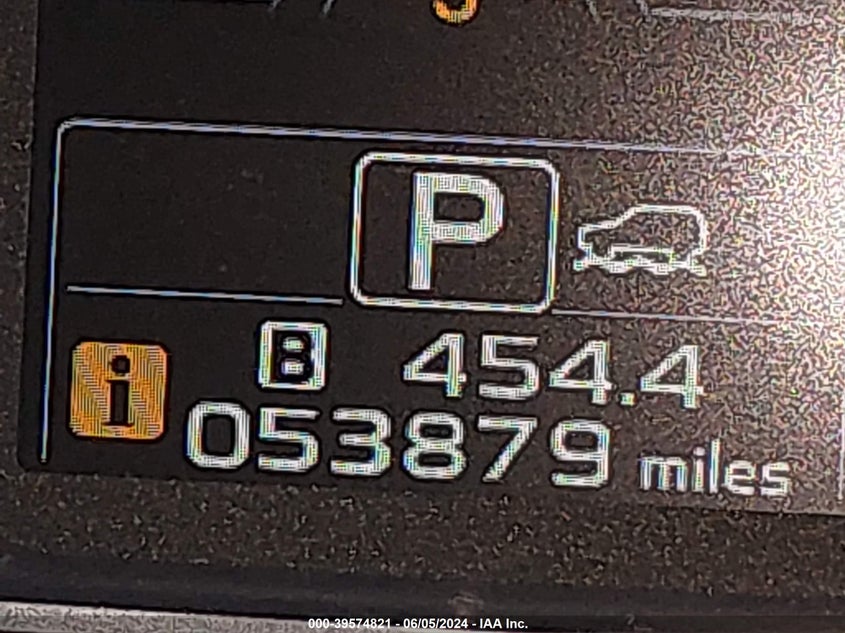 P
i B 454.4
053879 miles
000-39574821 - 06/05/2024 - IAA Inc.